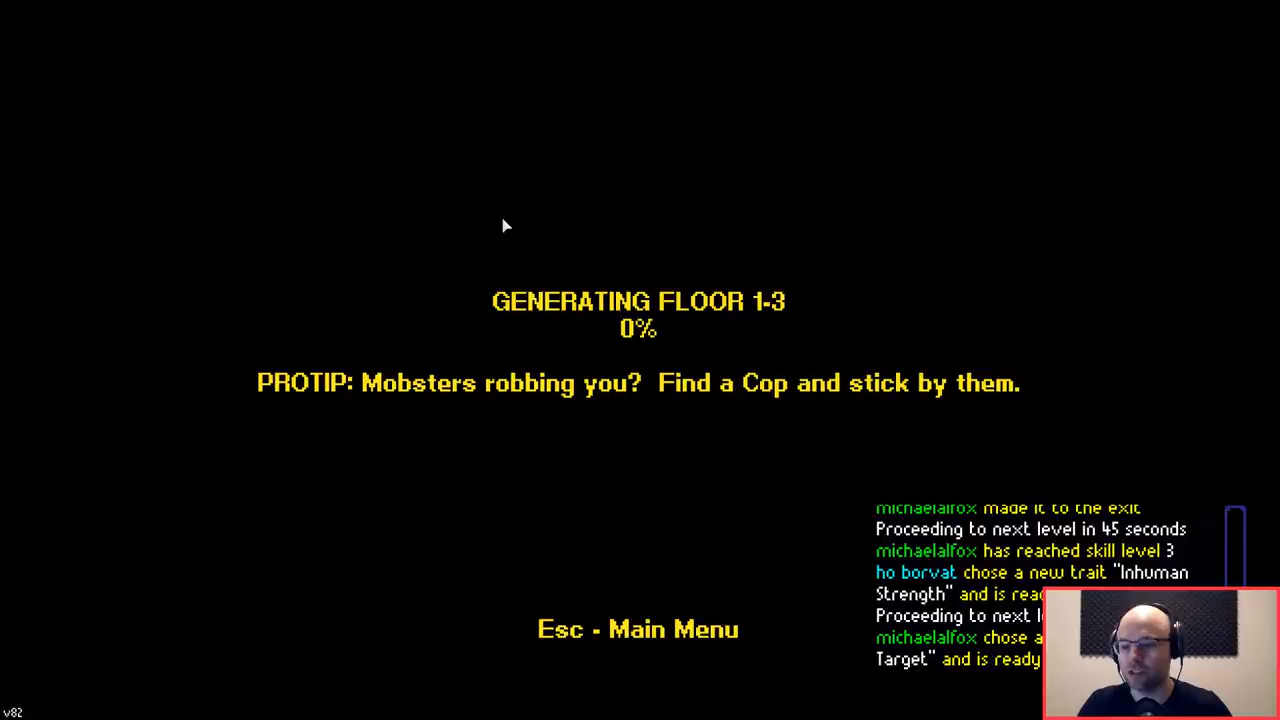 GENERATING FLOOR 1-3
0%
PROTIP: Mobsters robbing you? Find a Cop and stick by them.
michaelalfox made it to the exit
Proceeding to next level in 45 seconds
michaelalfox has reached skill level 3
ho borvat chose a new trait "Inhuman
Strength" and is
Proceeding to next
michaelalfox chose
Target" and is ready
Esc - Main Menu
v82